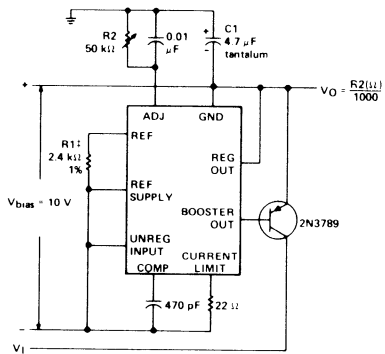 R2
50 kΩ
0.01
μF
+ C1
4.7 μF
- tantalum
+
VO = R2(Ω)
1000
ADJ GND
R1:
2.4 kΩ
1%
REF
REG
OUT
Vbias = 10 V
REF
SUPPLY
BOOSTER
OUT
2N3789
UNREG
INPUT
CURRENT
LIMIT
COMP
470 pF
22 Ω
-
VI